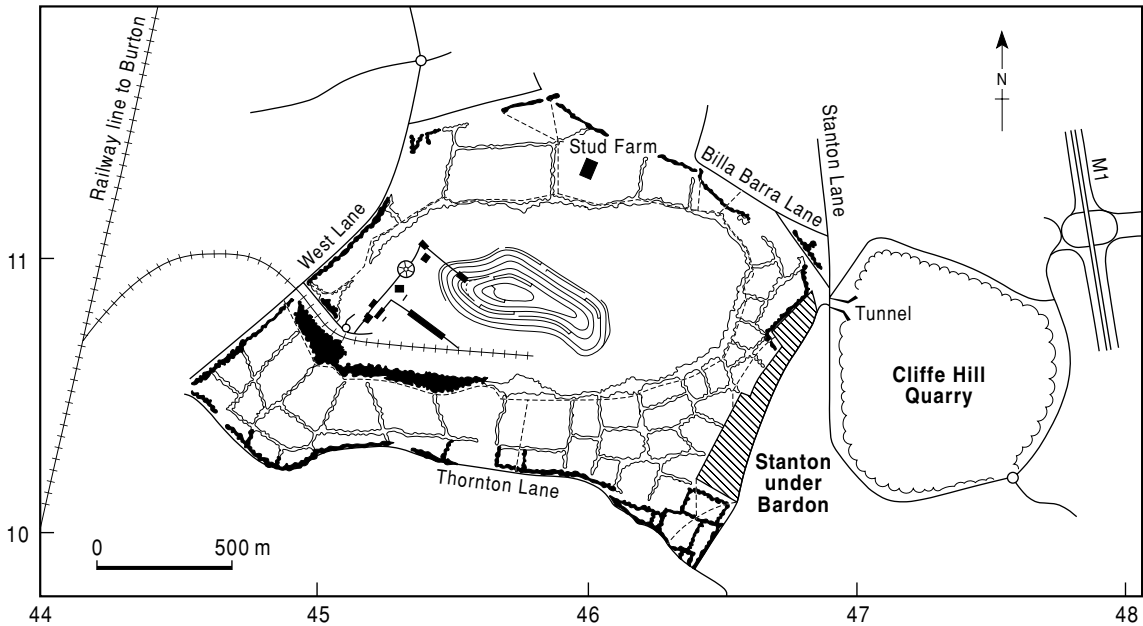 Railway line to Burton
N
Stud Farm
Billa Barra Lane
Stanton Lane
M1
West Lane
11
Tunnel
Cliffe Hill
Quarry
Stanton
under
Bardon
Thornton Lane
10
0
500 m
44
45
46
47
48